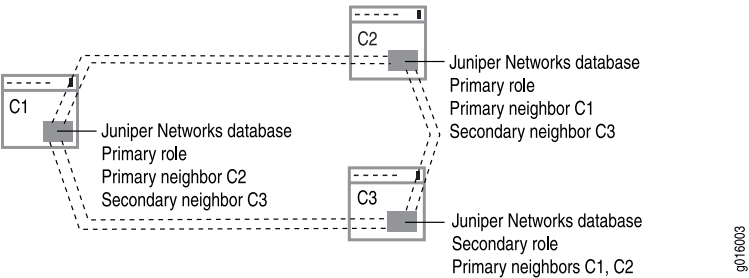 C2
Juniper Networks database
Primary role
Primary neighbor C1
Secondary neighbor C3
C1
Juniper Networks database
Primary role
Primary neighbor C2
Secondary neighbor C3
C3
Juniper Networks database
Secondary role
Primary neighbors C1, C2
g016003